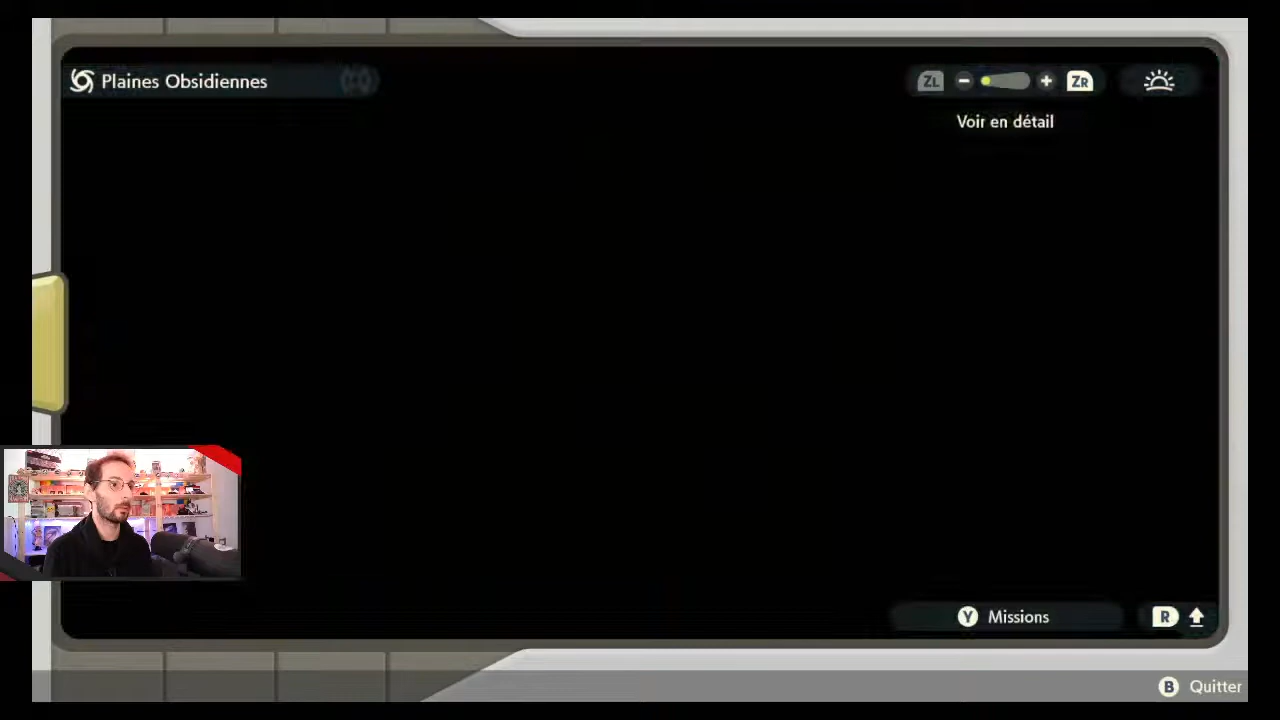 Plaines Obsidiennes
ZL − + ZR
Voir en détail
Y Missions
R
B Quitter